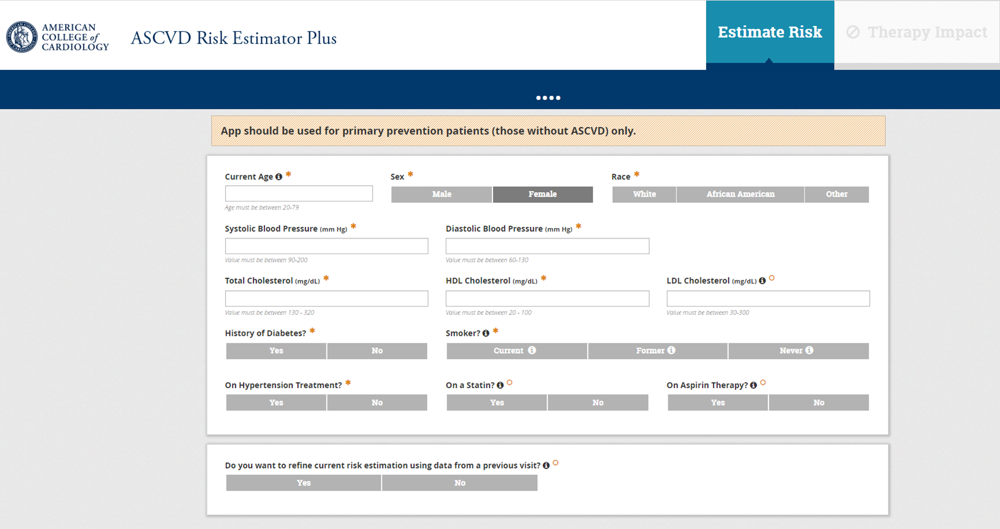 AMERICAN
COLLEGE of
CARDIOLOGY
ASCVD Risk Estimator Plus
Estimate Risk
Therapy Impact
App should be used for primary prevention patients (those without ASCVD) only.
Current Age *
Sex *
Race *
Male Female
White African American Other
Age must be between 20-79
Systolic Blood Pressure (mm Hg) *
Diastolic Blood Pressure (mm Hg) *
Value must be between 90-200
Value must be between 60-130
Total Cholesterol (mg/dL) *
HDL Cholesterol (mg/dL) *
LDL Cholesterol (mg/dL)
Value must be between 130 - 320
Value must be between 20 - 100
Value must be between 30-300
History of Diabetes? *
Smoker? *
Yes No
Current Former Never
On Hypertension Treatment? *
On a Statin?
On Aspirin Therapy?
Yes No
Yes No
Yes No
Do you want to refine current risk estimation using data from a previous visit?
Yes No